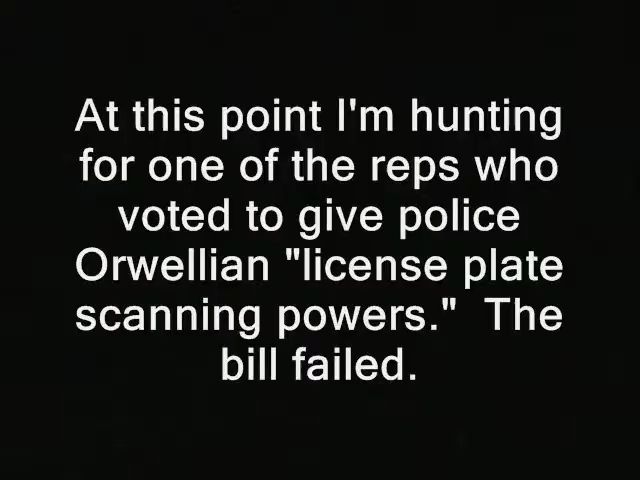 At this point I'm hunting
for one of the reps who
voted to give police
Orwellian "license plate
scanning powers."  The
bill failed.